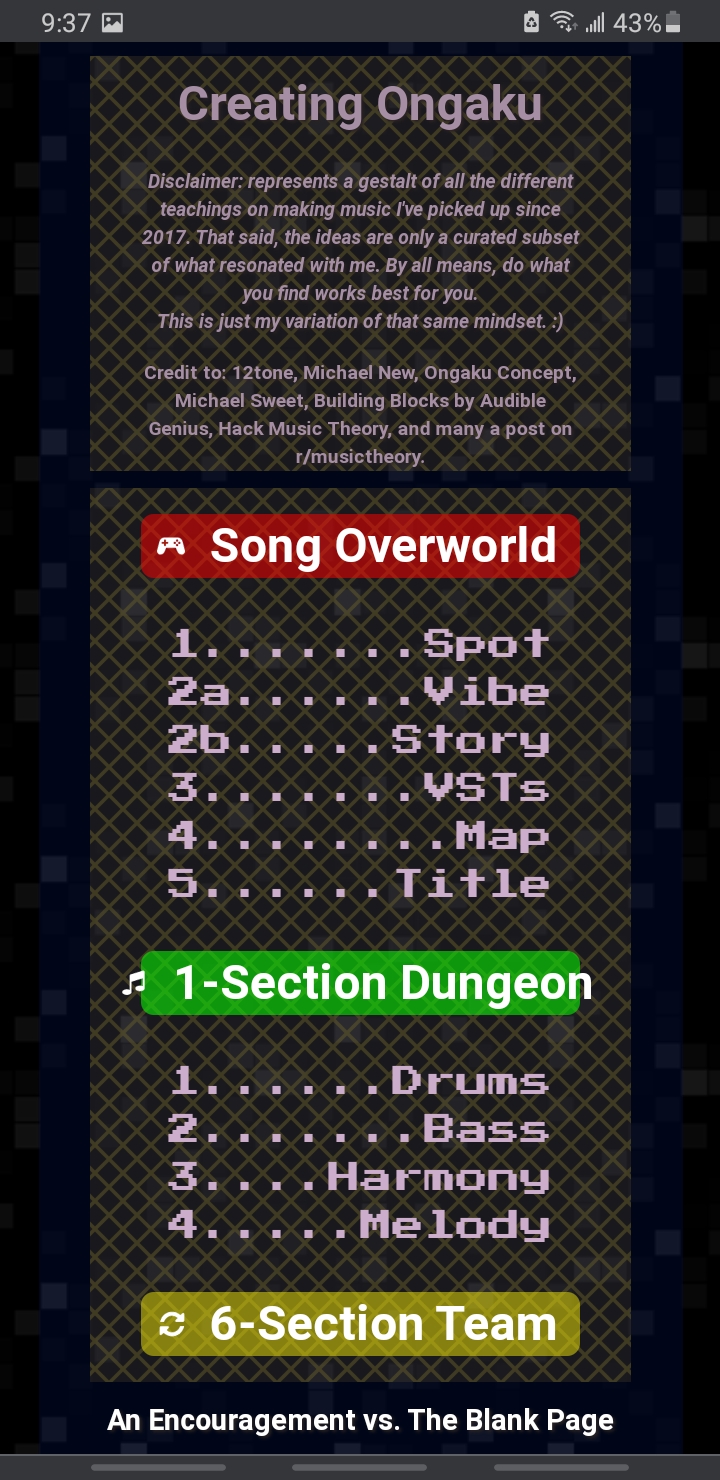 9:37 43%
Creating Ongaku
Disclaimer: represents a gestalt of all the different
teachings on making music I've picked up since
2017. That said, the ideas are only a curated subset
of what resonated with me. By all means, do what
you find works best for you.
This is just my variation of that same mindset. :)
Credit to: 12tone, Michael New, Ongaku Concept,
Michael Sweet, Building Blocks by Audible
Genius, Hack Music Theory, and many a post on
r/musictheory.
Song Overworld
1.......Spot
2a......Vibe
2b.....Story
3.......VSTs
4........Map
5......Title
1-Section Dungeon
1......Drums
2.......Bass
3....Harmony
4.....Melody
6-Section Team
An Encouragement vs. The Blank Page